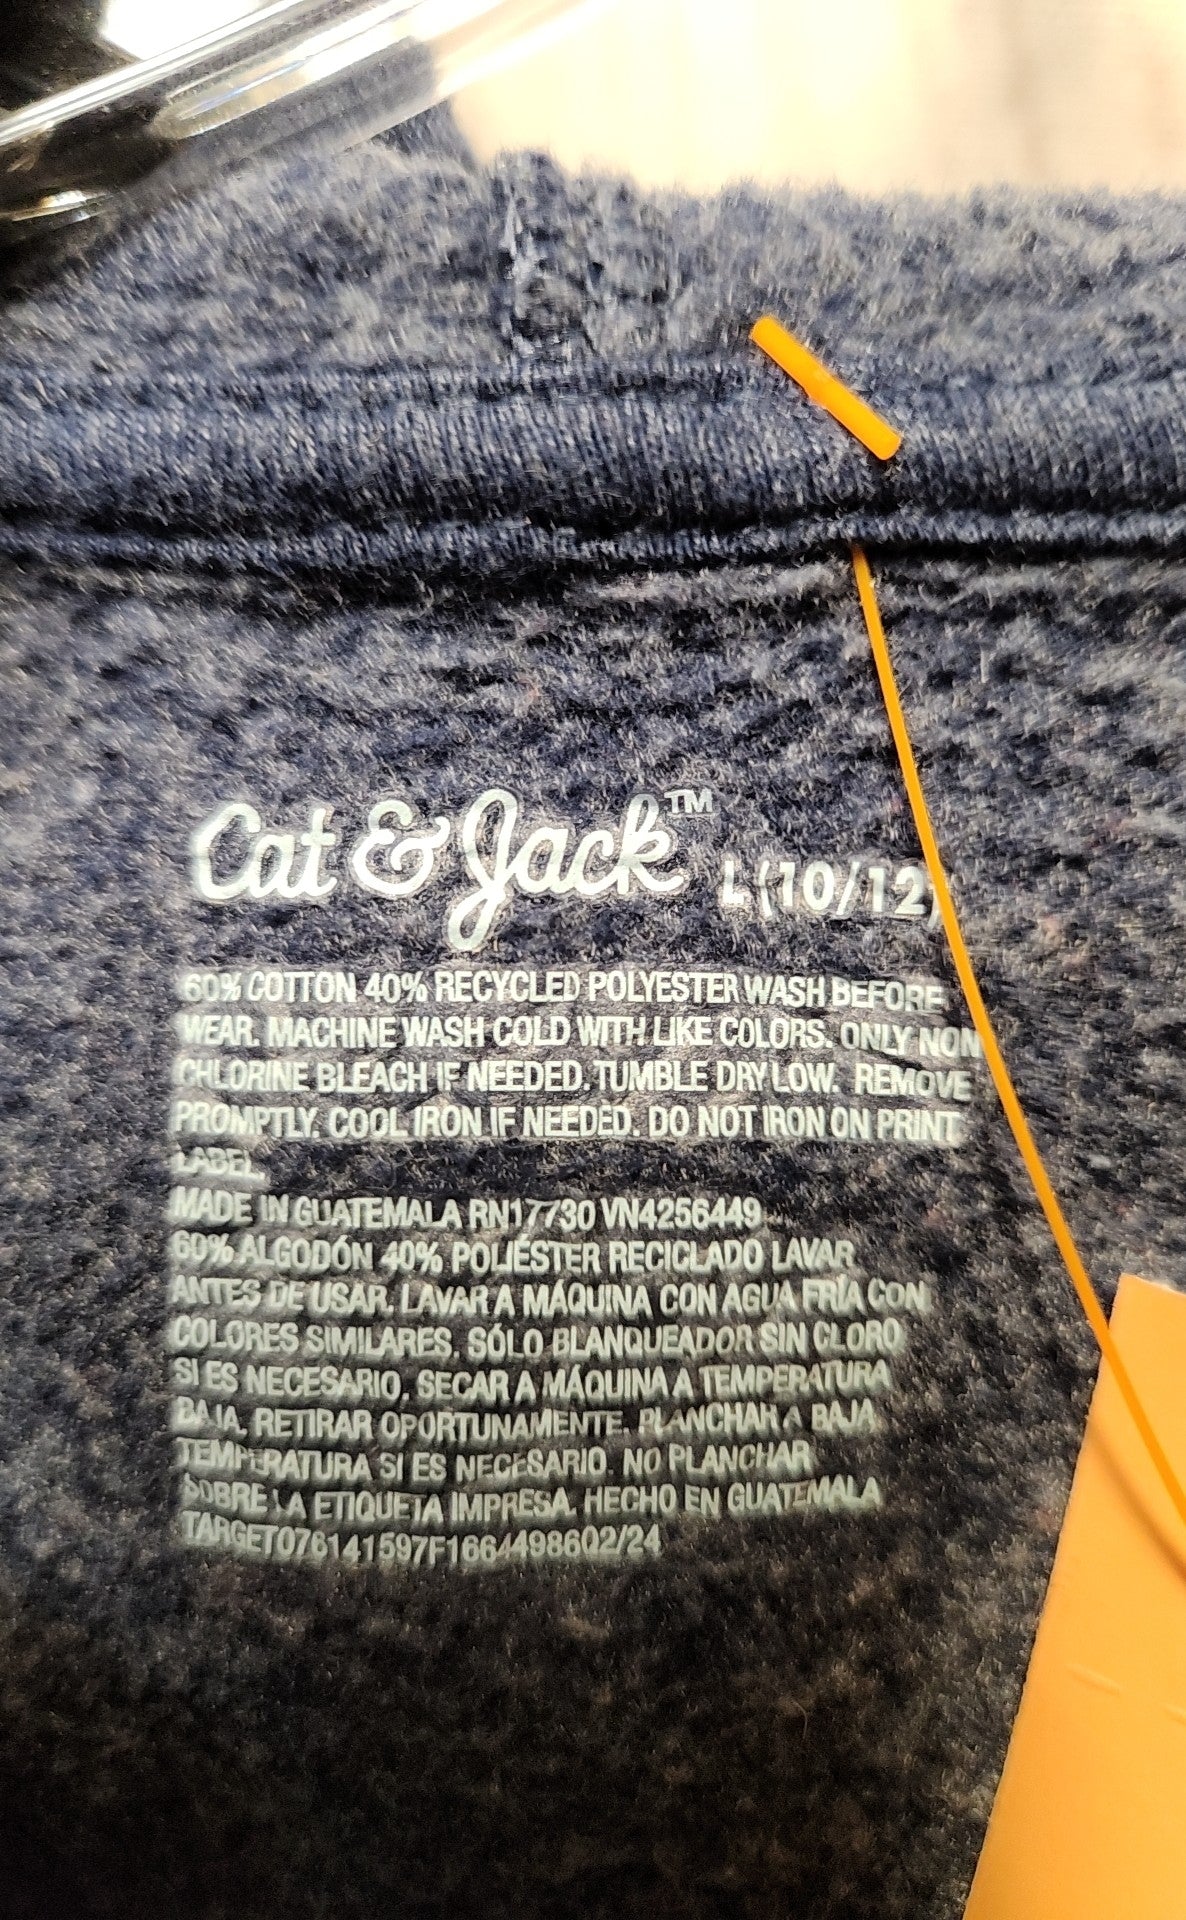 Cat & Jack™ L (10/12)
60% COTTON 40% RECYCLED POLYESTER WASH BEFORE
WEAR. MACHINE WASH COLD WITH LIKE COLORS. ONLY NON
CHLORINE BLEACH IF NEEDED. TUMBLE DRY LOW. REMOVE
PROMPTLY. COOL IRON IF NEEDED. DO NOT IRON ON PRINT
LABEL.
MADE IN GUATEMALA RN17730 VN4256449
60% ALGODÓN 40% POLIÉSTER RECICLADO LAVAR
ANTES DE USAR. LAVAR A MÁQUINA CON AGUA FRÍA CON
COLORES SIMILARES. SÓLO BLANQUEADOR SIN CLORO
SI ES NECESARIO. SECAR A MÁQUINA A TEMPERATURA
BAJA. RETIRAR OPORTUNAMENTE. PLANCHAR A BAJA
TEMPERATURA SI ES NECESARIO. NO PLANCHAR
SOBRE LA ETIQUETA IMPRESA. HECHO EN GUATEMALA
TARGET076141597F1664498602/24